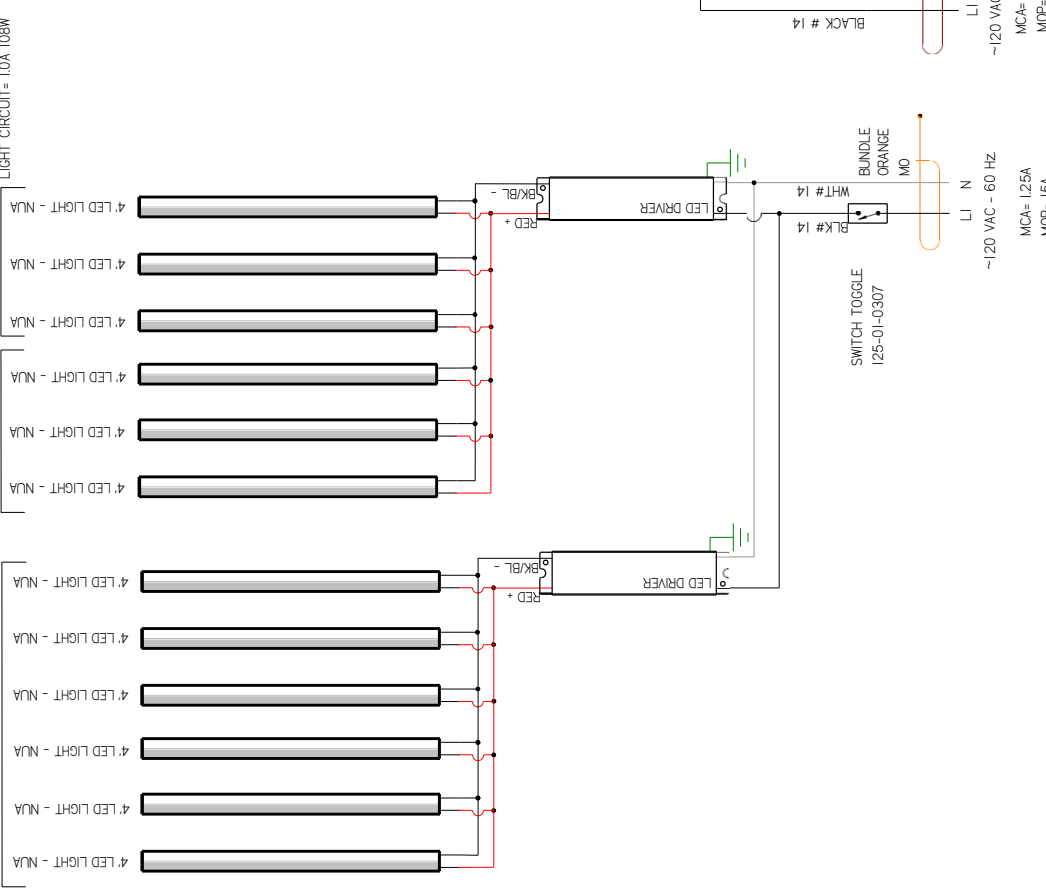 LIGHT CIRCUIT= 1.0A 108W
BLACK # 14
L1
~120 VAC
MCA=
MOP=
4' LED LIGHT - NUA
4' LED LIGHT - NUA
4' LED LIGHT - NUA
4' LED LIGHT - NUA
4' LED LIGHT - NUA
4' LED LIGHT - NUA
BK/BL -
RED +
LED DRIVER
WHT# 14
BLK# 14
BUNDLE
ORANGE
MO
L1 N
~120 VAC - 60 HZ
MCA= 1.25A
MOP= 15A
SWITCH TOGGLE
125-01-0307
4' LED LIGHT - NUA
4' LED LIGHT - NUA
4' LED LIGHT - NUA
4' LED LIGHT - NUA
4' LED LIGHT - NUA
4' LED LIGHT - NUA
BK/BL -
RED +
LED DRIVER